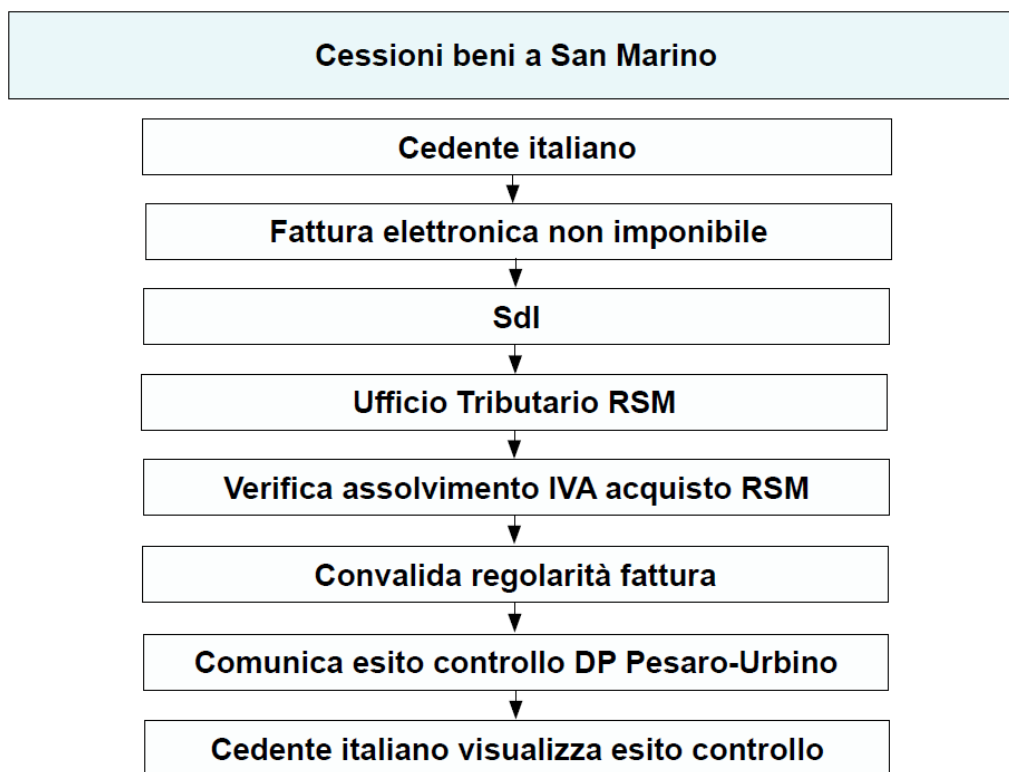 Cessioni beni a San Marino
Cedente italiano
Fattura elettronica non imponibile
SdI
Ufficio Tributario RSM
Verifica assolvimento IVA acquisto RSM
Convalida regolarità fattura
Comunica esito controllo DP Pesaro-Urbino
Cedente italiano visualizza esito controllo